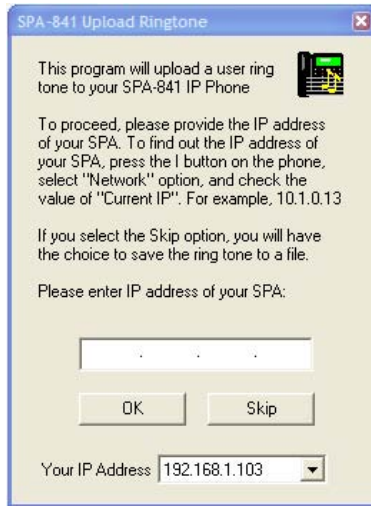 SPA-841 Upload Ringtone
This program will upload a user ring
tone to your SPA-841 IP Phone
To proceed, please provide the IP address
of your SPA. To find out the IP address of
your SPA, press the I button on the phone,
select "Network" option, and check the
value of "Current IP". For example, 10.1.0.13
If you select the Skip option, you will have
the choice to save the ring tone to a file.
Please enter IP address of your SPA:
. . .
OK Skip
Your IP Address 192.168.1.103